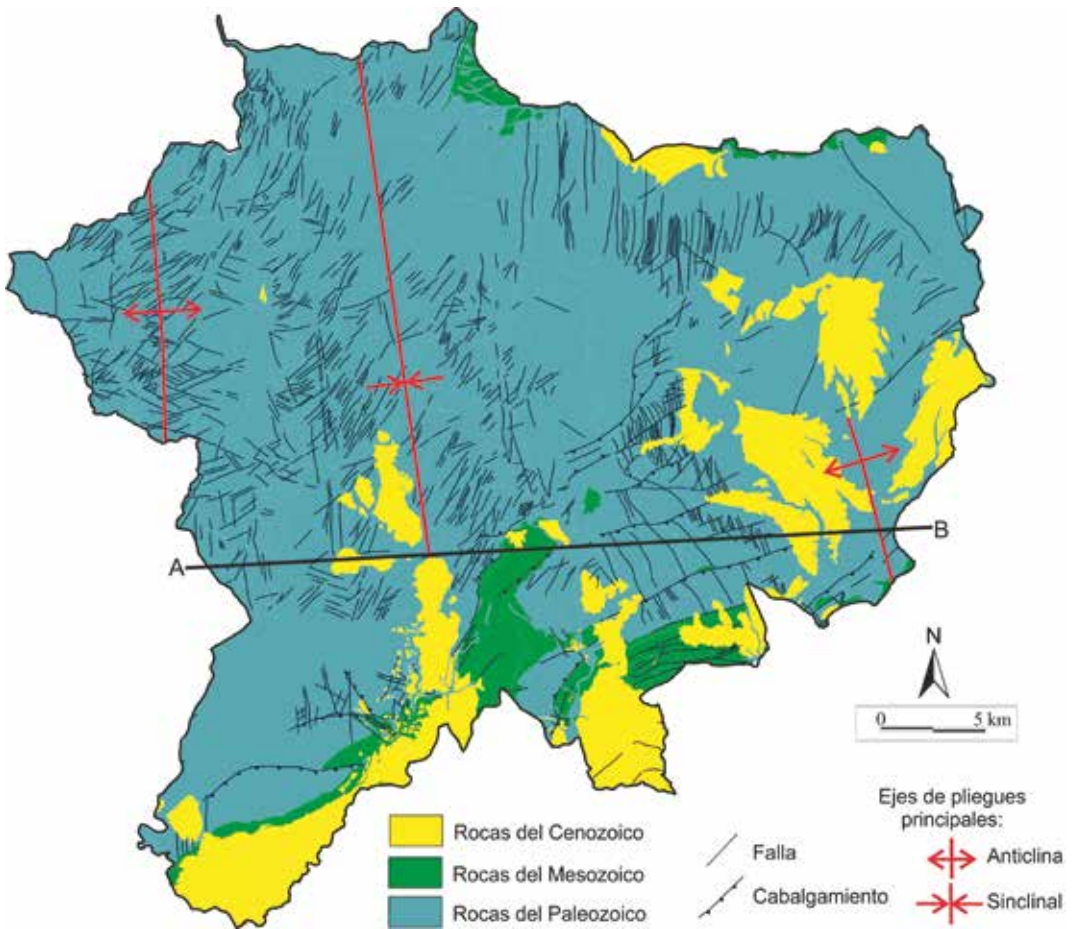 A
B
N
0 5 km
Rocas del Cenozoico
Rocas del Mesozoico
Rocas del Paleozoico
Falla
Cabalgamiento
Ejes de pliegues
principales:
Anticlina
Sinclinal